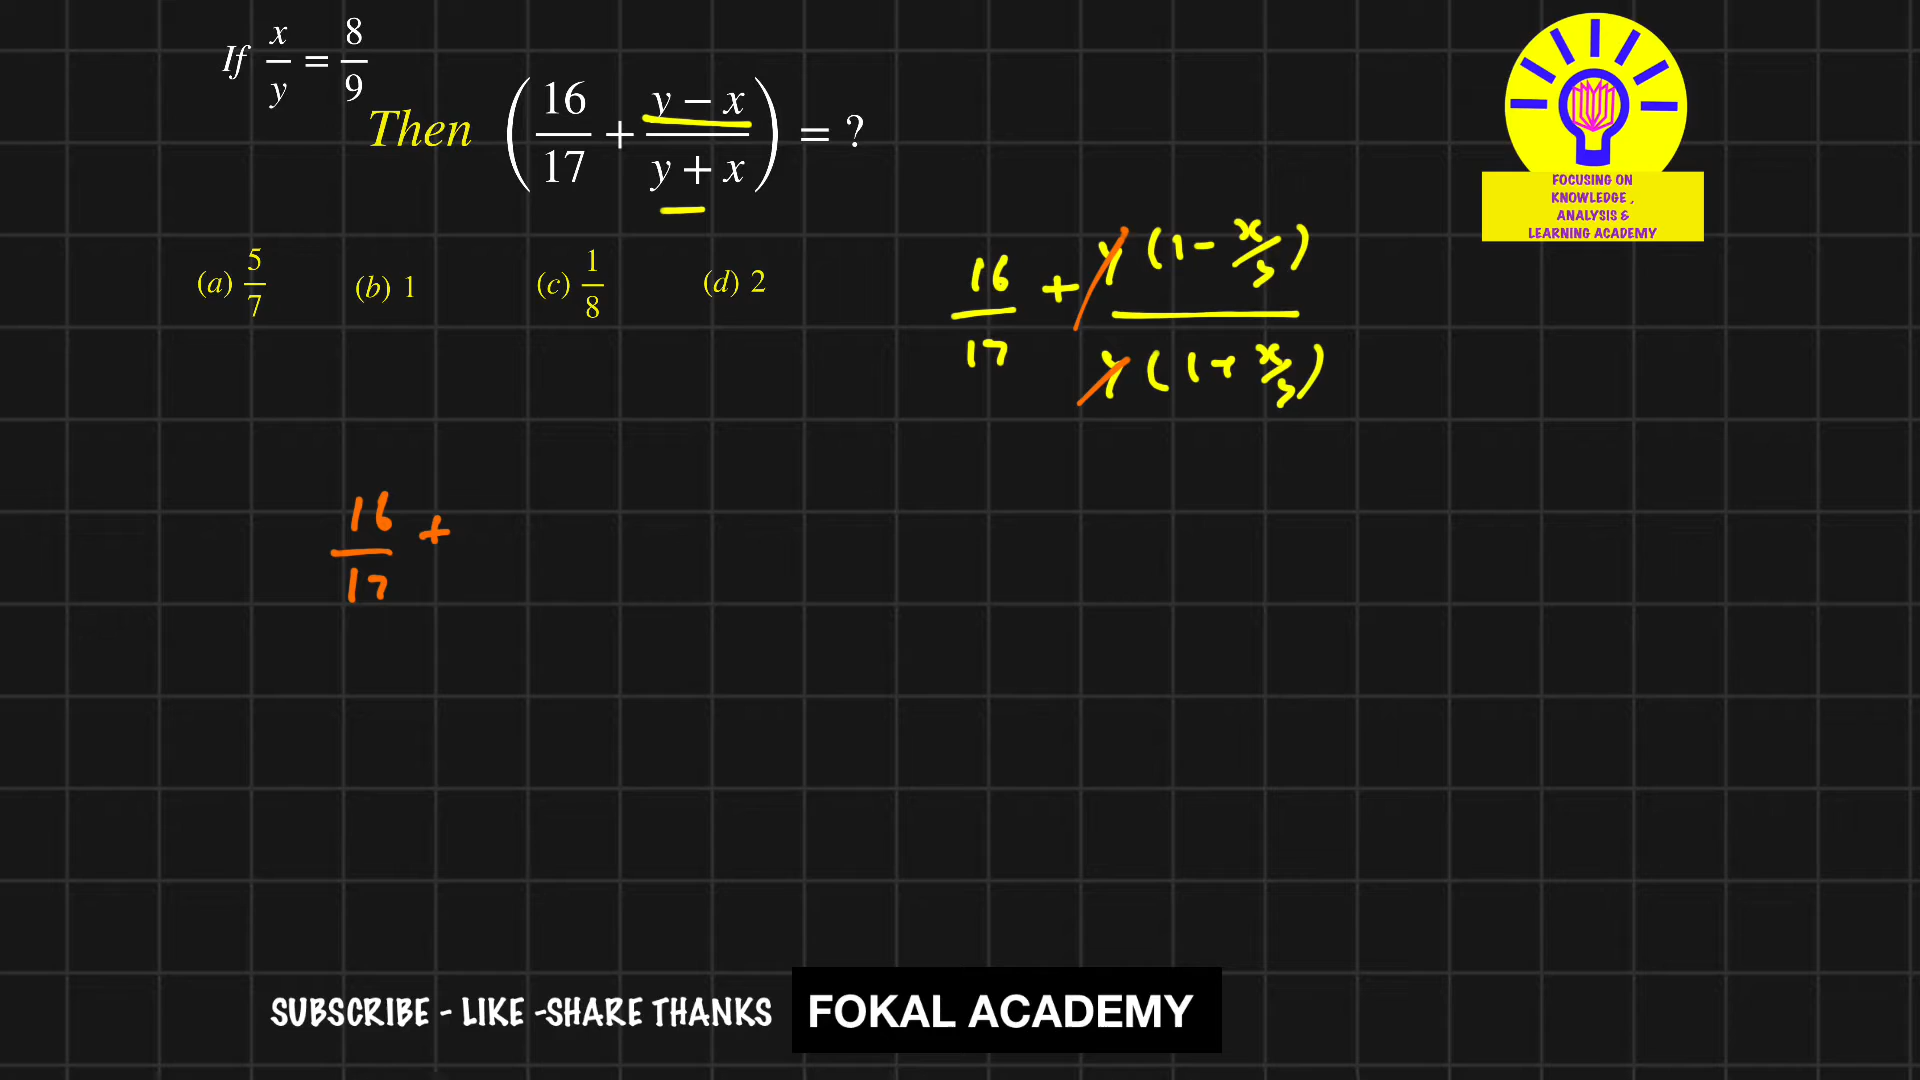 If x/y = 8/9
Then (16/17 + (y − x)/(y + x)) = ?
(a) 5/7 (b) 1 (c) 1/8 (d) 2
16/17 + y(1 - x/y) / y(1 + x/y)
16/17 +
FOCUSING ON
KNOWLEDGE ,
ANALYSIS &
LEARNING ACADEMY
SUBSCRIBE - LIKE -SHARE THANKS
FOKAL ACADEMY